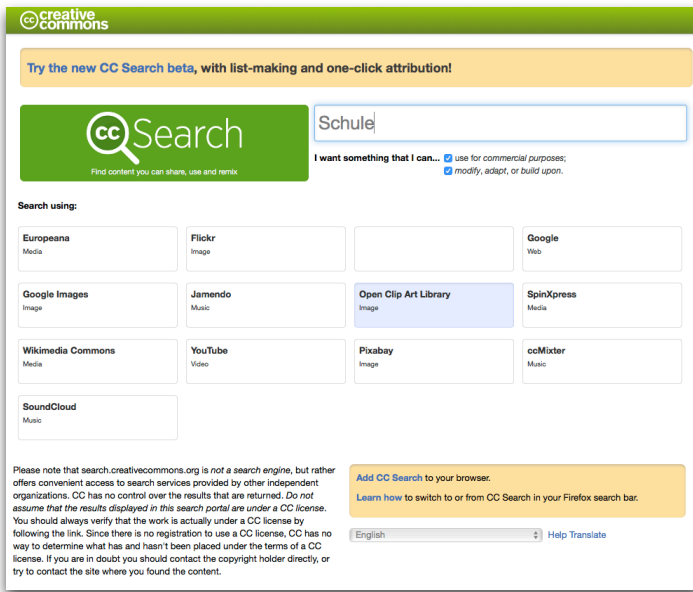 cc creative commons
Try the new CC Search beta, with list-making and one-click attribution!
cc Search
Find content you can share, use and remix
Schule
I want something that I can... use for commercial purposes;
modify, adapt, or build upon.
Search using:
Europeana
Media
Flickr
Image
Google
Web
Google Images
Image
Jamendo
Music
Open Clip Art Library
Image
SpinXpress
Media
Wikimedia Commons
Media
YouTube
Video
Pixabay
Image
ccMixter
Music
SoundCloud
Music
Please note that search.creativecommons.org is not a search engine, but rather
offers convenient access to search services provided by other independent
organizations. CC has no control over the results that are returned. Do not
assume that the results displayed in this search portal are under a CC license.
You should always verify that the work is actually under a CC license by
following the link. Since there is no registration to use a CC license, CC has no
way to determine what has and hasn't been placed under the terms of a CC
license. If you are in doubt you should contact the copyright holder directly, or
try to contact the site where you found the content.
Add CC Search to your browser.
Learn how to switch to or from CC Search in your Firefox search bar.
English
Help Translate